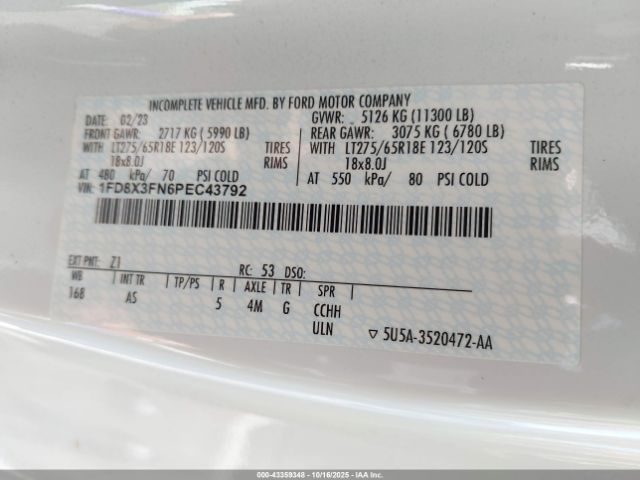 INCOMPLETE VEHICLE MFD. BY FORD MOTOR COMPANY
DATE: 02/23 GVWR: 5126 KG (11300 LB)
FRONT GAWR: 2717 KG (5990 LB) REAR GAWR: 3075 KG (6780 LB)
WITH LT275/65R18E 123/120S TIRES WITH LT275/65R18E 123/120S TIRES
18x8.0J RIMS 18x8.0J RIMS
AT 480 kPa/ 70 PSI COLD AT 550 kPa/ 80 PSI COLD
VIN: 1FD8X3FN6PEC43792
EXT PNT: Z1 RC: 53 DSO:
WB INT TR TP/PS R AXLE TR SPR
168 AS 5 4M G CCHH
ULN ▽ 5U5A-3520472-AA
000-43359348 | 10/16/2025 | IAA, Inc.